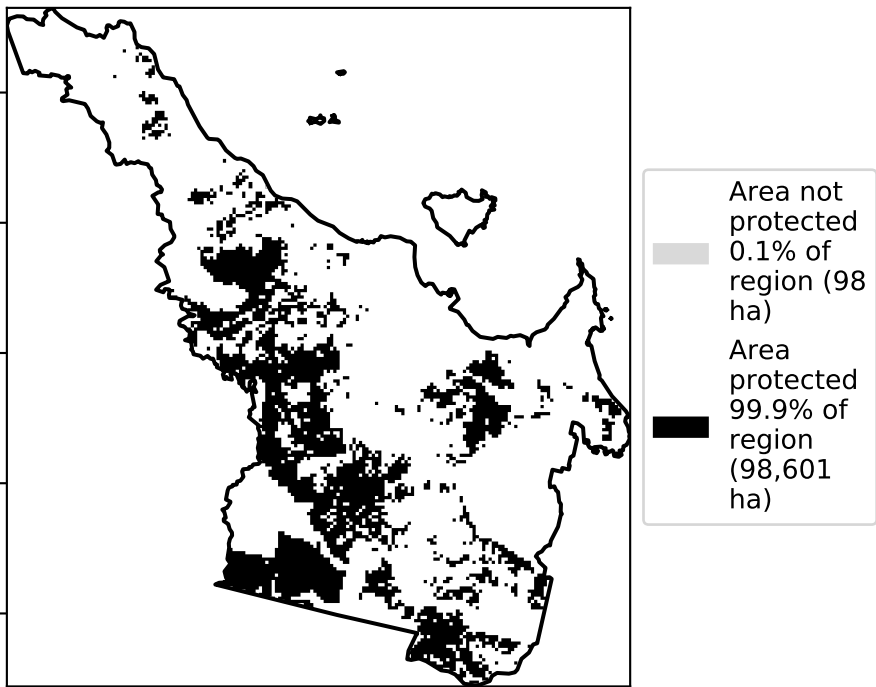 Area not
protected
0.1% of
region (98
ha)
Area
protected
99.9% of
region
(98,601
ha)